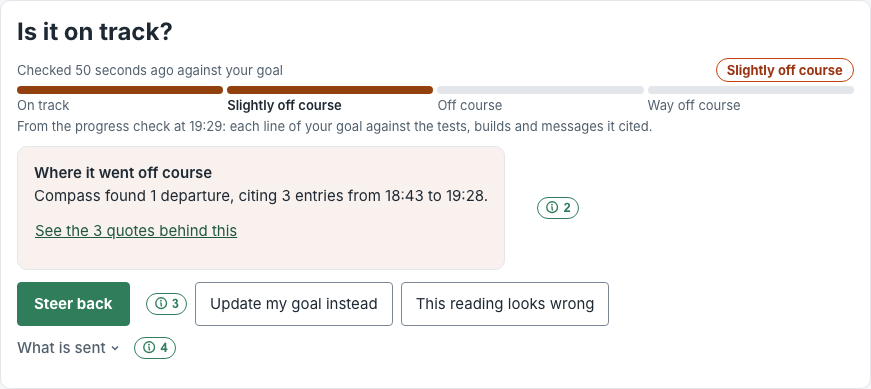 Is it on track?
Checked 50 seconds ago against your goal
Slightly off course
On track
Slightly off course
Off course
Way off course
From the progress check at 19:29: each line of your goal against the tests, builds and messages it cited.
Where it went off course
Compass found 1 departure, citing 3 entries from 18:43 to 19:28.
2
See the 3 quotes behind this
Steer back
3
Update my goal instead
This reading looks wrong
What is sent
4